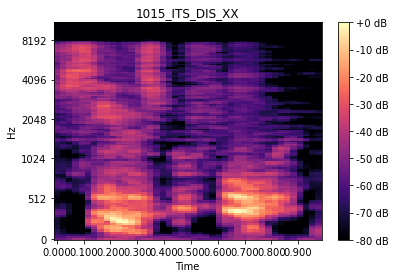 1015_ITS_DIS_XX
+0 dB
8192
-10 dB
4096
-20 dB
-30 dB
2048
-40 dB
Hz
1024
-50 dB
-60 dB
512
-70 dB
0
-80 dB
0.0000.1000.2000.3000.4000.5000.6000.7000.8000.900
Time